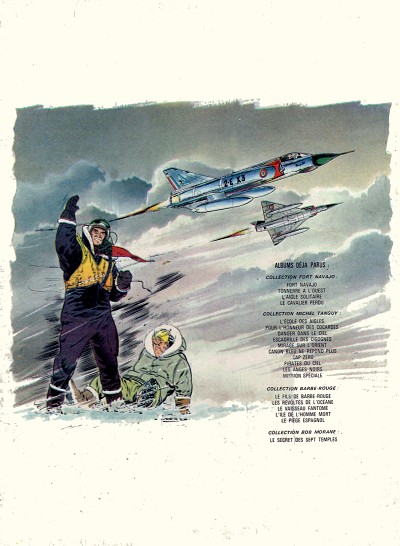 2-E XB
ALBUMS DÉJÀ PARUS :
COLLECTION FORT NAVAJO :
FORT NAVAJO
TONNERRE A L'OUEST
L'AIGLE SOLITAIRE
LE CAVALIER PERDU
COLLECTION MICHEL TANGUY :
L'ÉCOLE DES AIGLES
POUR L'HONNEUR DES COCARDES
DANGER DANS LE CIEL
ESCADRILLE DES CIGOGNES
MIRAGE SUR L'ORIENT
CANON BLEU NE RÉPOND PLUS
CAP ZÉRO
PIRATES DU CIEL
LES ANGES NOIRS
MISSION SPÉCIALE
COLLECTION BARBE-ROUGE :
LE FILS DE BARBE-ROUGE
LES RÉVOLTÉS DE L'OCÉANE
LE VAISSEAU FANTOME
L'ILE DE L'HOMME MORT
LE PIÈGE ESPAGNOL
COLLECTION BOB MORANE :
LE SECRET DES SEPT TEMPLES